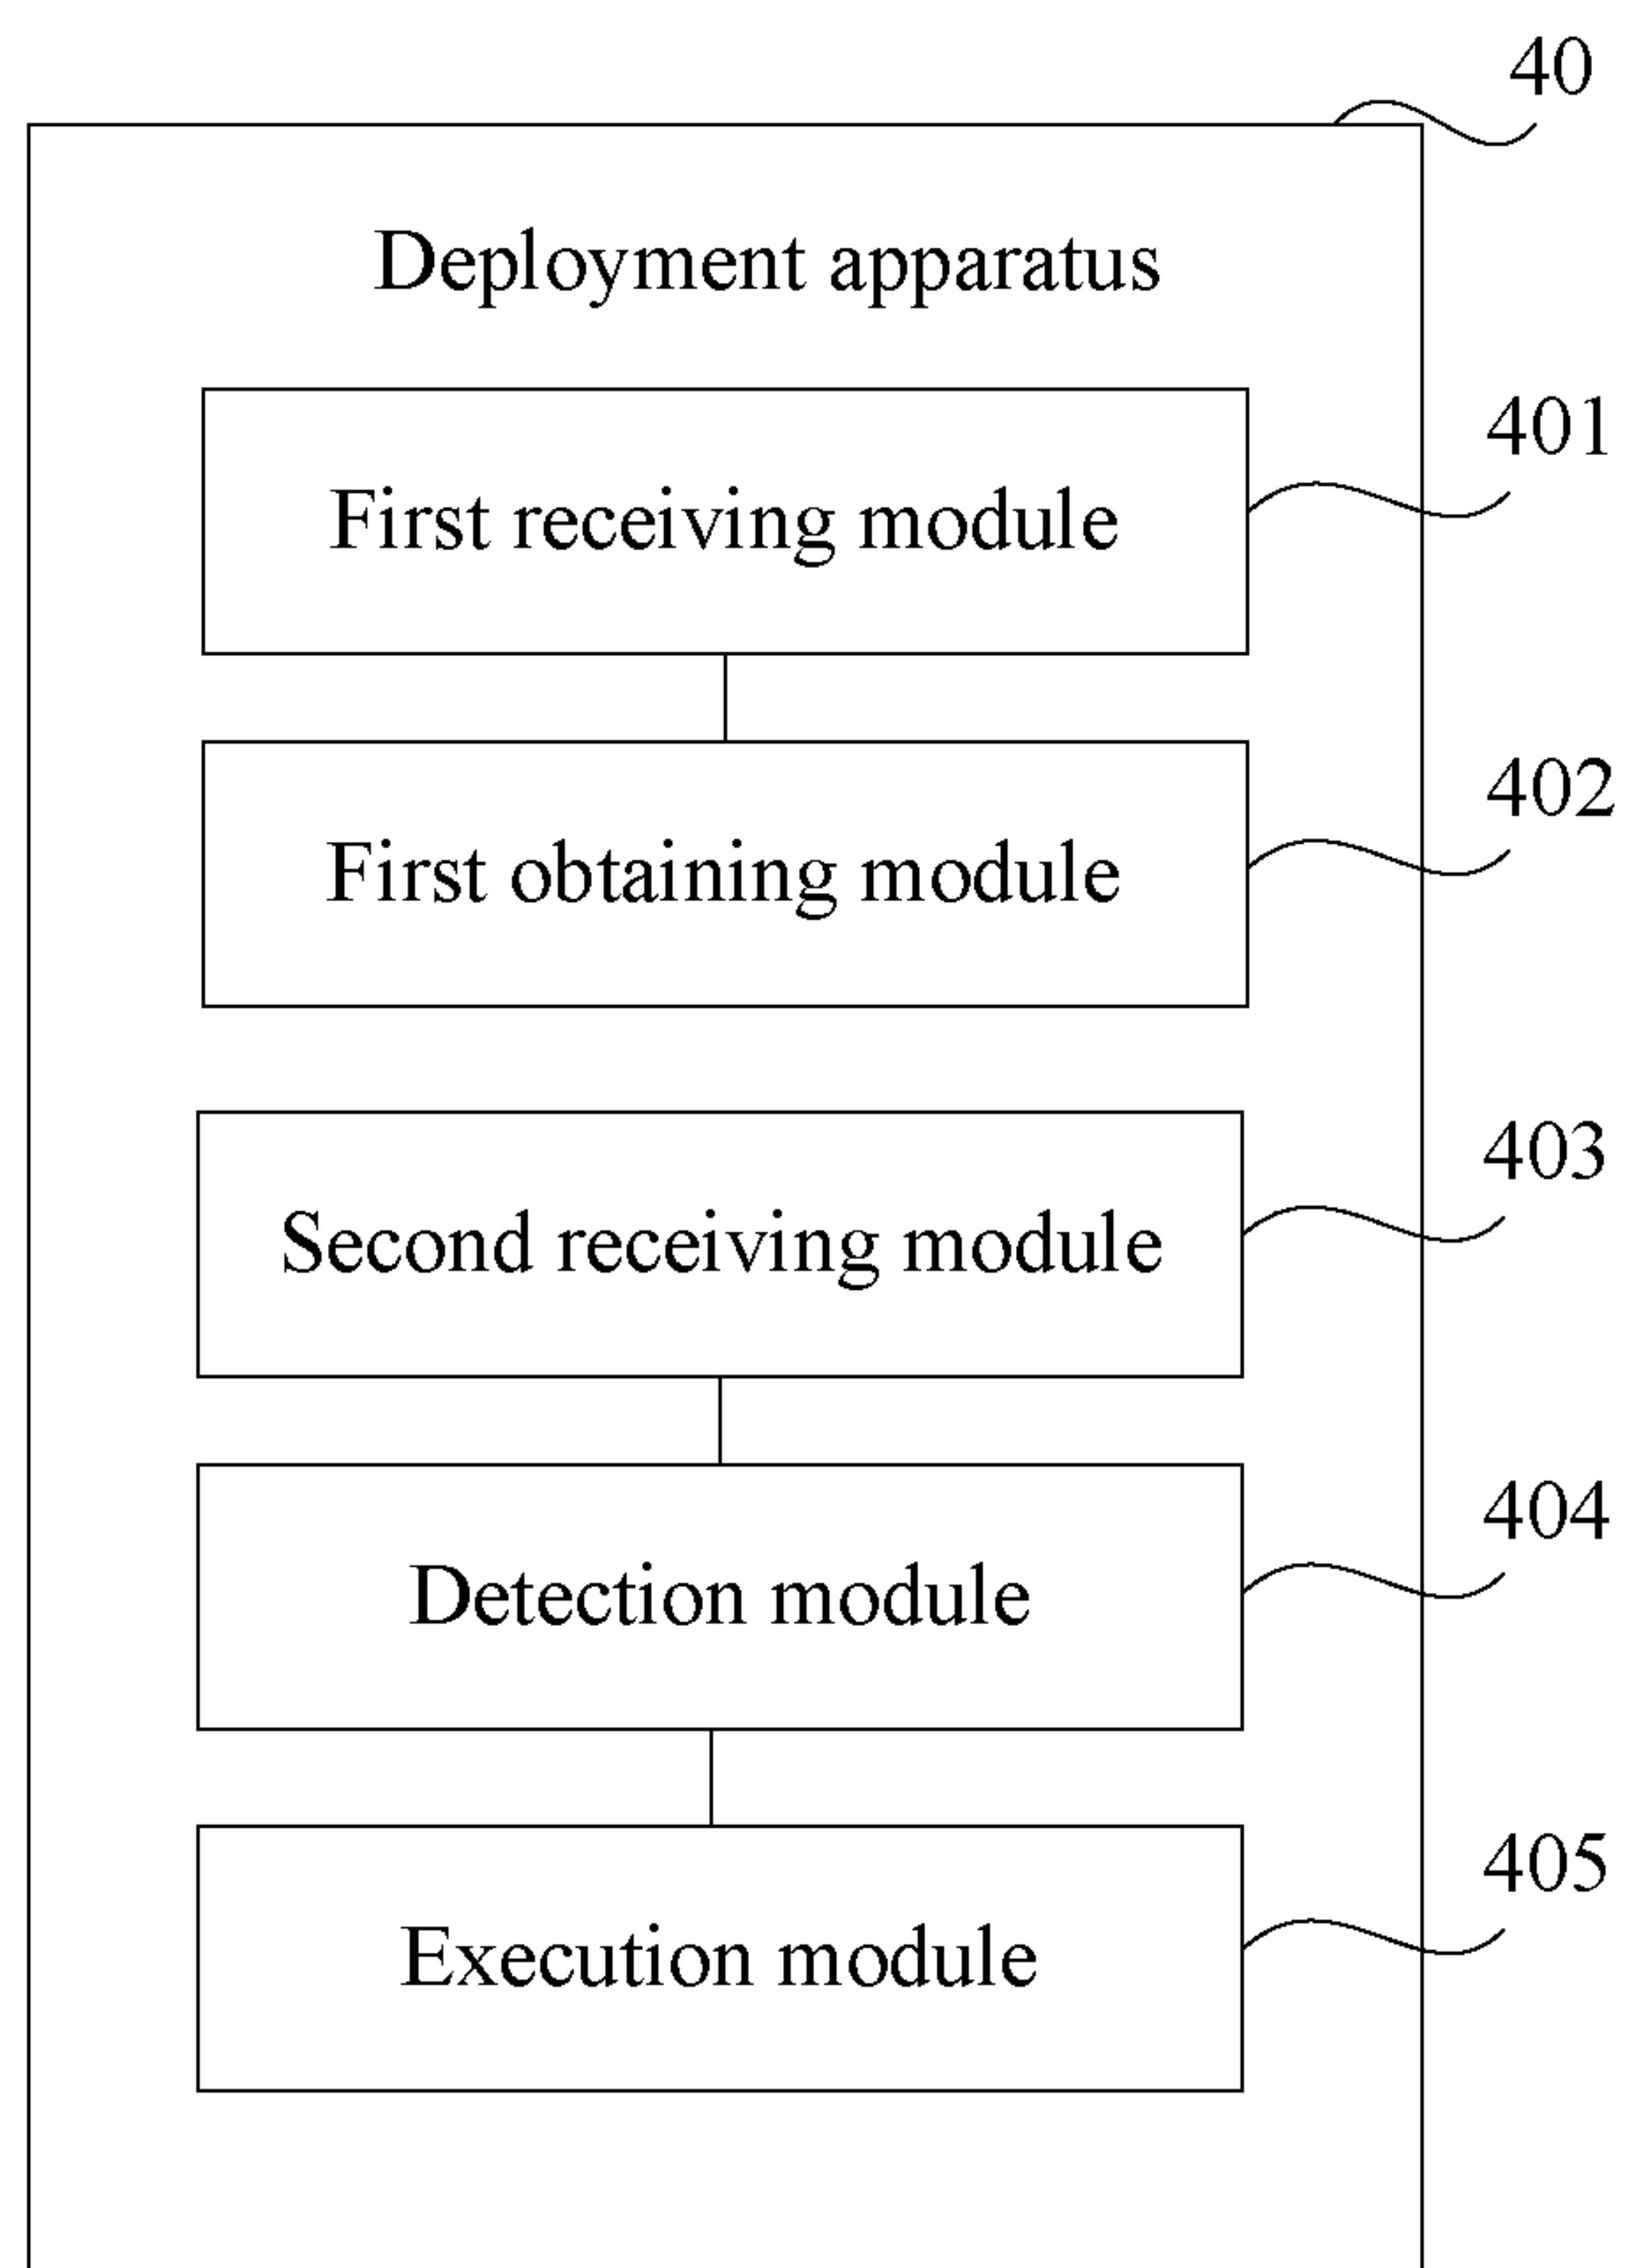 40
Deployment apparatus
401
First receiving module
402
First obtaining module
403
Second receiving module
404
Detection module
405
Execution module